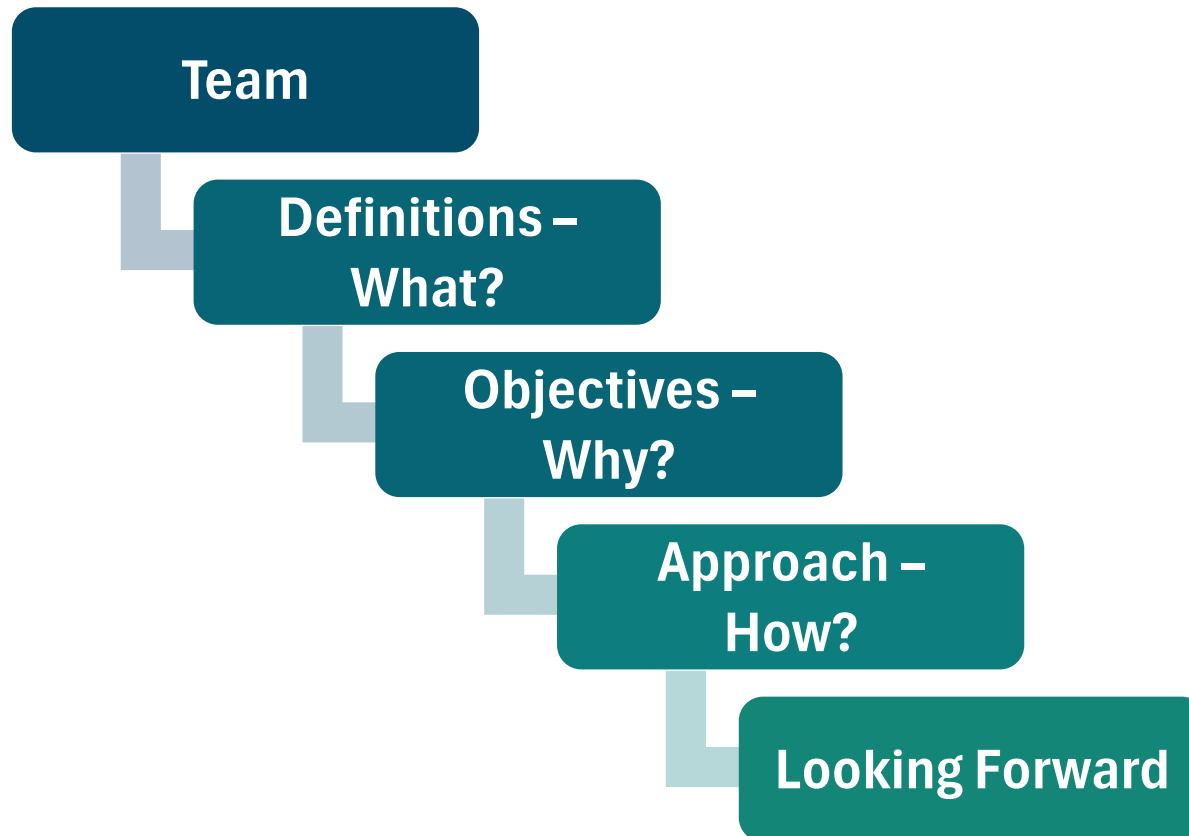 Team
Definitions –
What?
Objectives –
Why?
Approach –
How?
Looking Forward